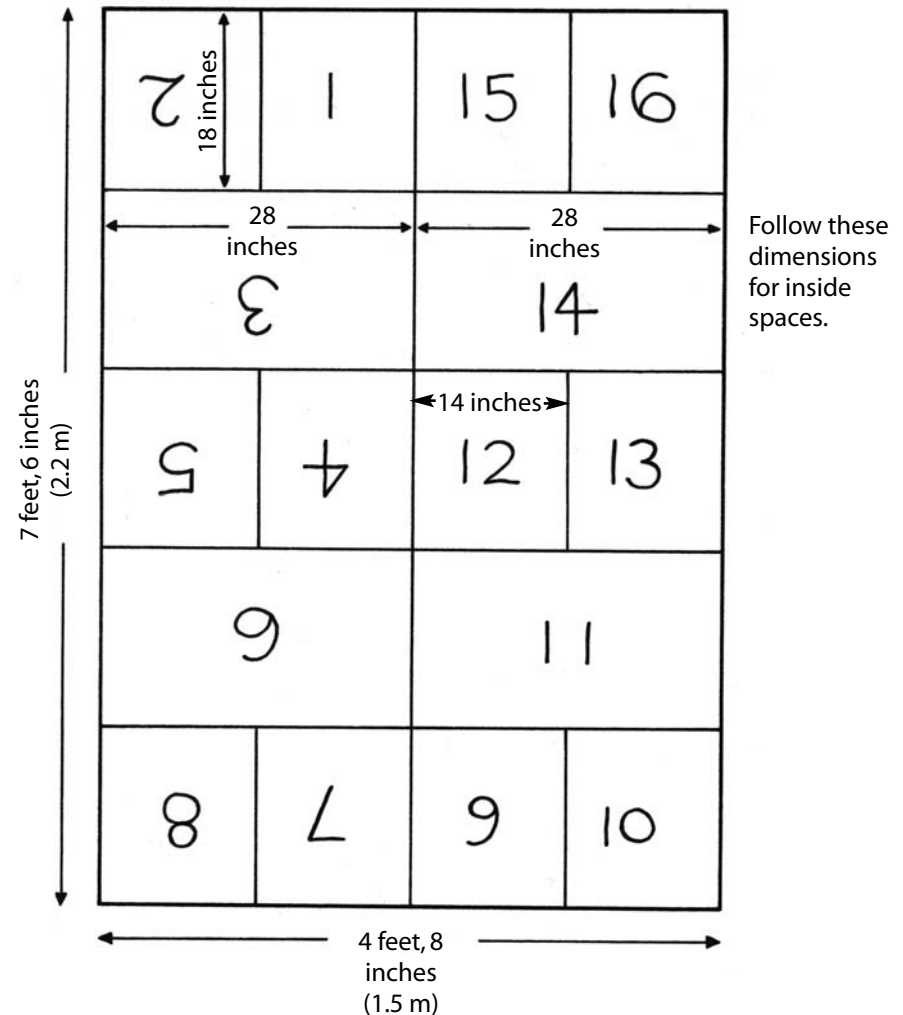 2 1 15 16
18 inches
28
inches
28
inches
Follow these
dimensions
for inside
spaces.
3 14
14 inches
7 feet, 6 inches
(2.2 m)
5 4 12 13
6 11
8 7 9 10
4 feet, 8
inches
(1.5 m)